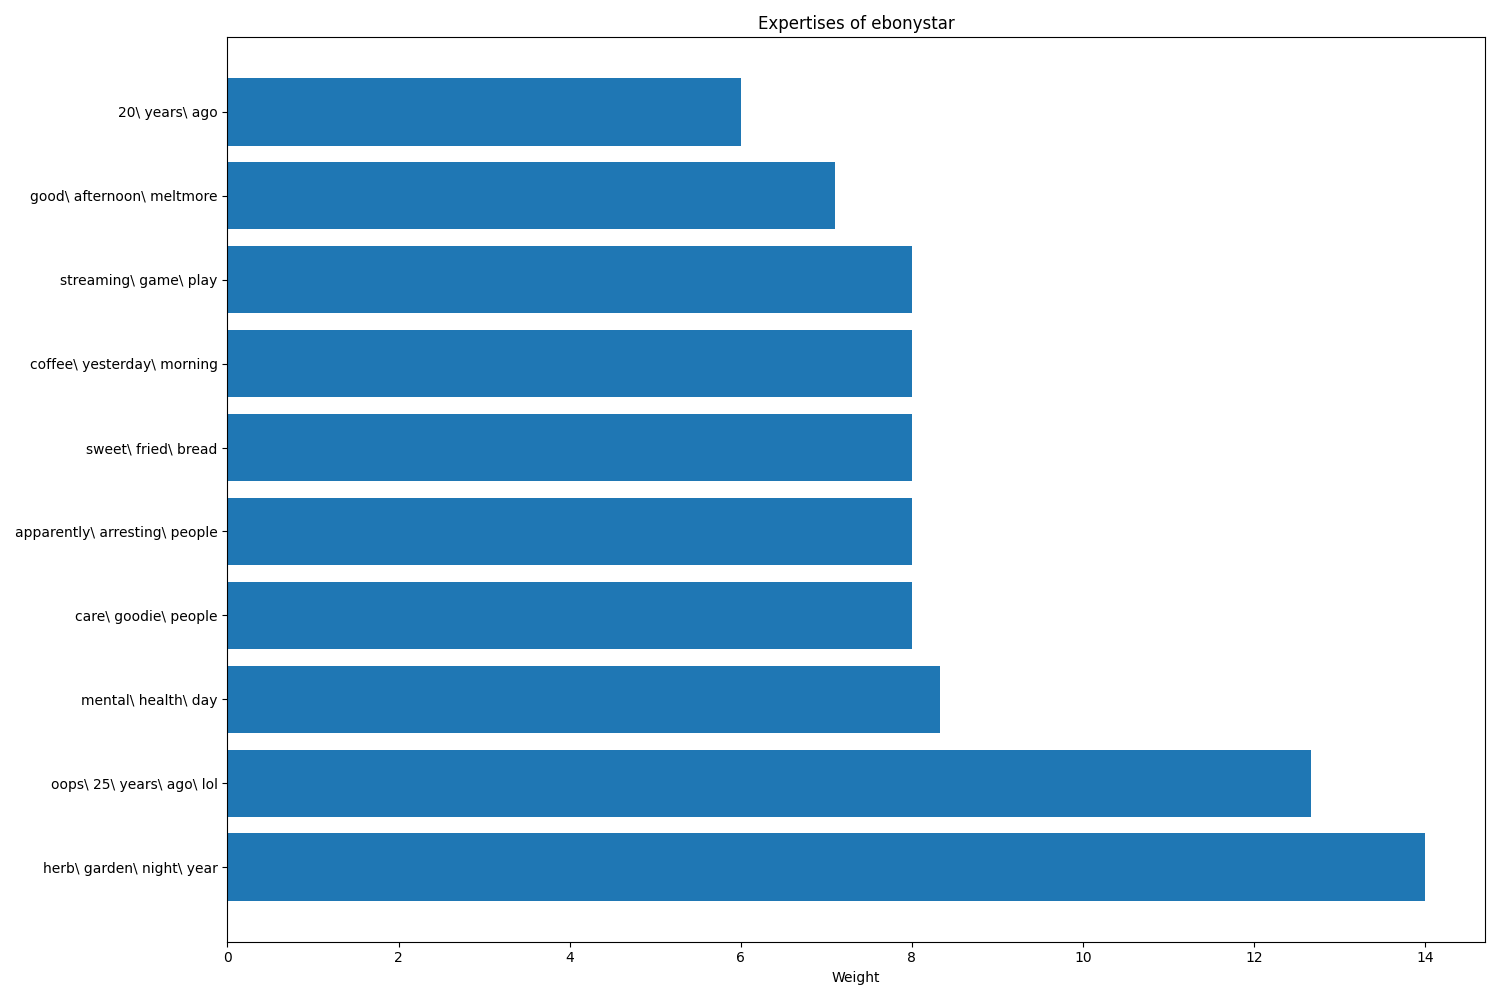 Expertises of ebonystar
20\ years\ ago
good\ afternoon\ meltmore
streaming\ game\ play
coffee\ yesterday\ morning
sweet\ fried\ bread
apparently\ arresting\ people
care\ goodie\ people
mental\ health\ day
oops\ 25\ years\ ago\ lol
herb\ garden\ night\ year
0 2 4 6 8 10 12 14
Weight